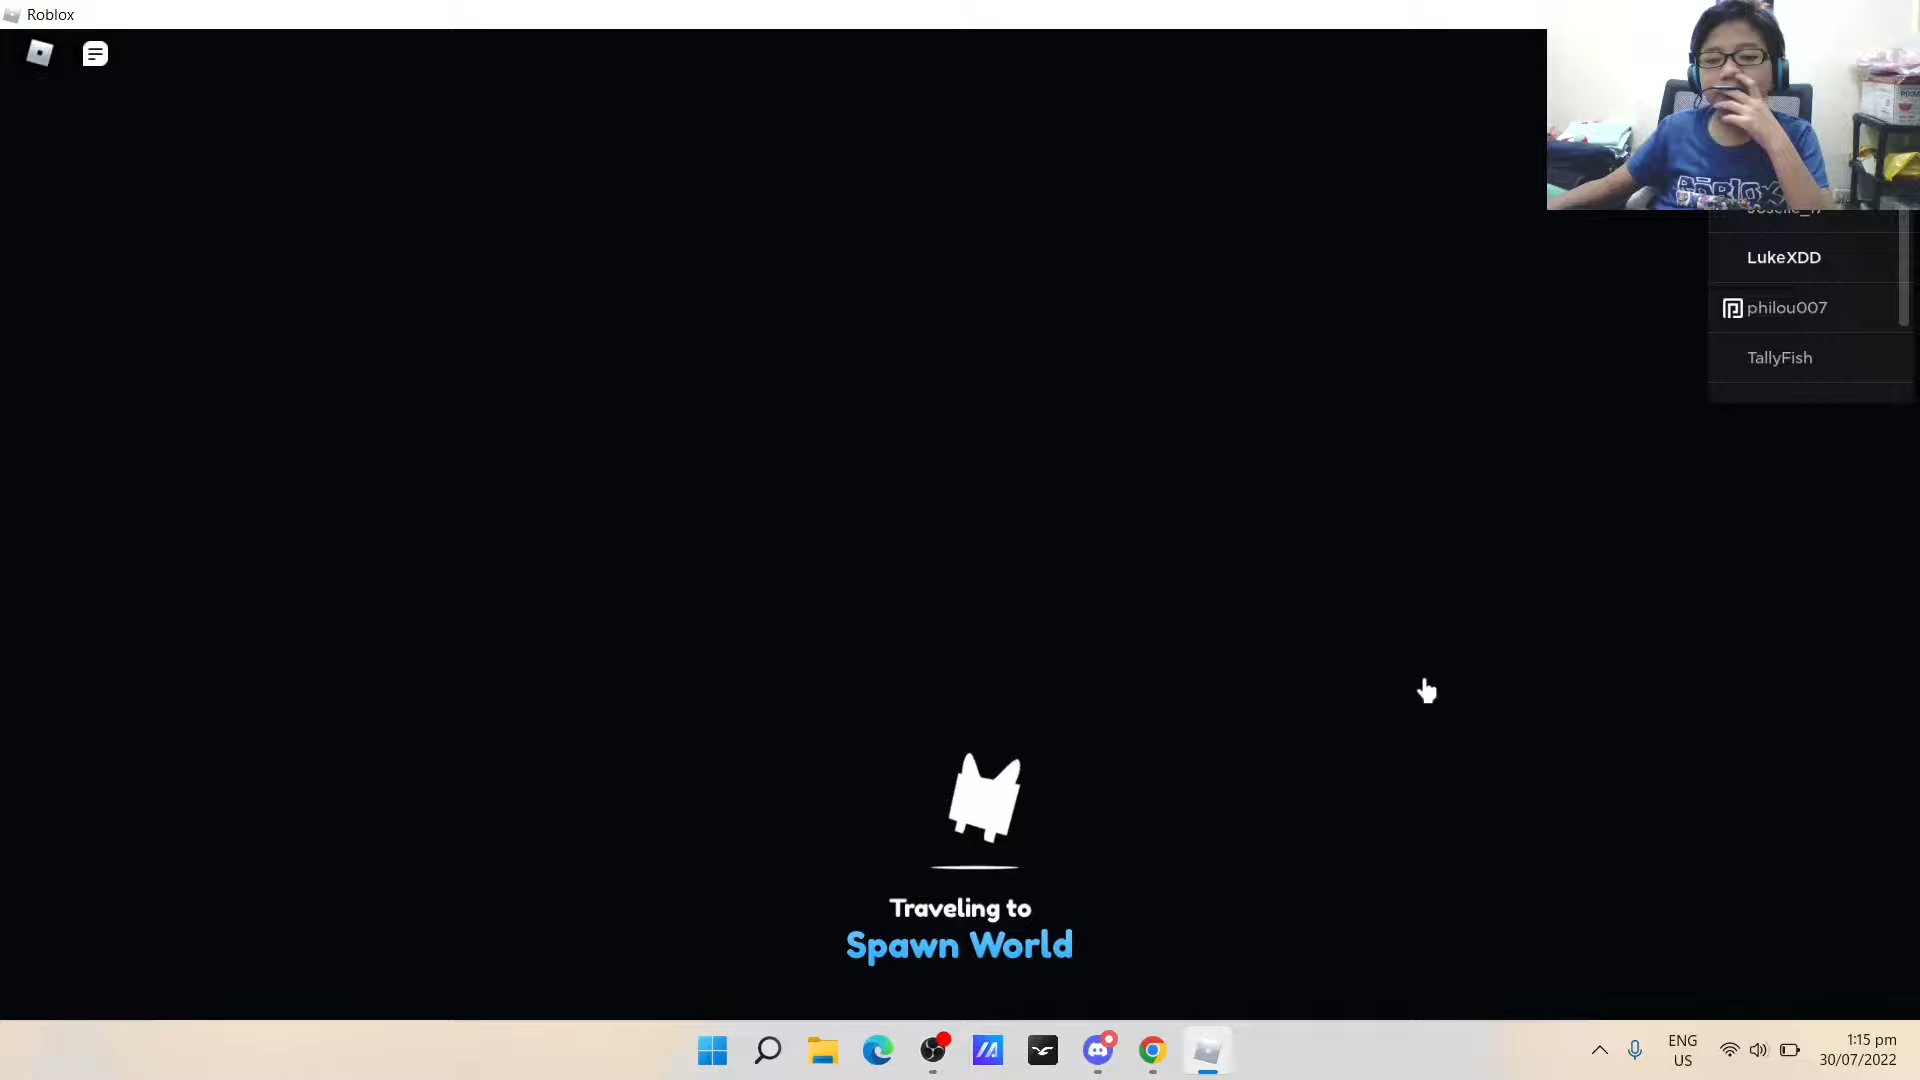 Roblox
LukeXDD
philou007
TallyFish
Traveling to
Spawn World
ENG
US
1:15 pm
30/07/2022